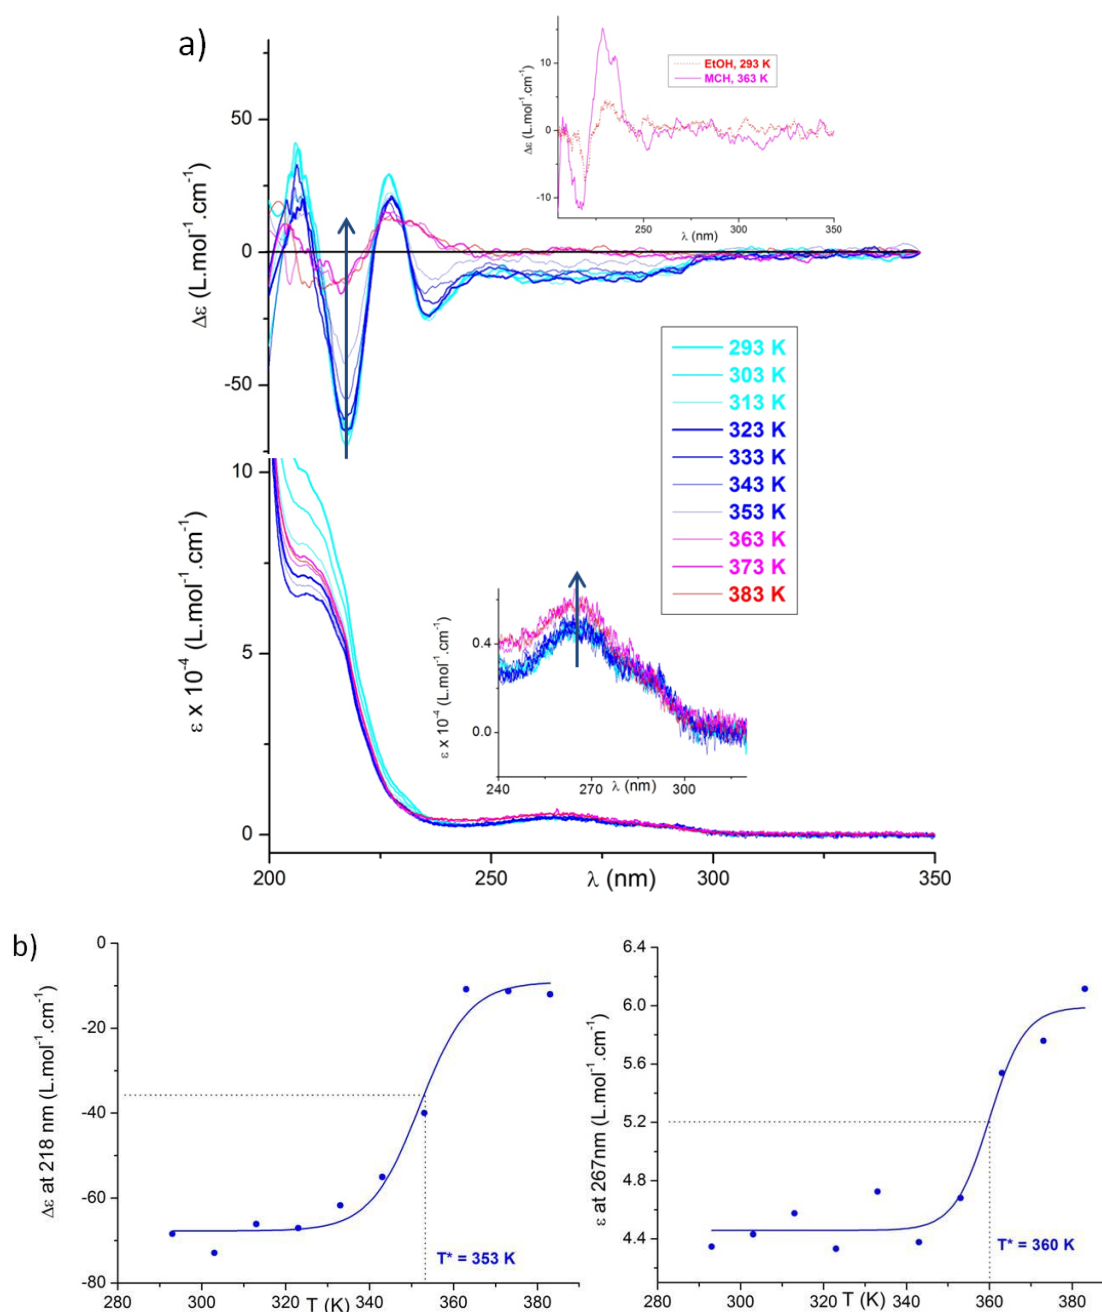 a)
Δε (L.mol⁻¹.cm⁻¹)
50
0
-50
Δε (L.mol⁻¹.cm⁻¹)
10
0
-10
EtOH, 293 K
MCH, 363 K
250
300
350
λ (nm)
293 K
303 K
313 K
323 K
333 K
343 K
353 K
363 K
373 K
383 K
ε x 10⁻⁴ (L.mol⁻¹.cm⁻¹)
10
5
0
ε x 10⁻⁴ (L.mol⁻¹.cm⁻¹)
0.4
0.0
240
270
300
λ (nm)
200
250
300
350
λ (nm)
b)
Δε at 218 nm (L.mol⁻¹.cm⁻¹)
0
-20
-40
-60
-80
T* = 353 K
280
300
320
340
360
380
T (K)
ε at 267nm (L.mol⁻¹.cm⁻¹)
6.4
6.0
5.6
5.2
4.8
4.4
T* = 360 K
280
300
320
340
360
380
T (K)